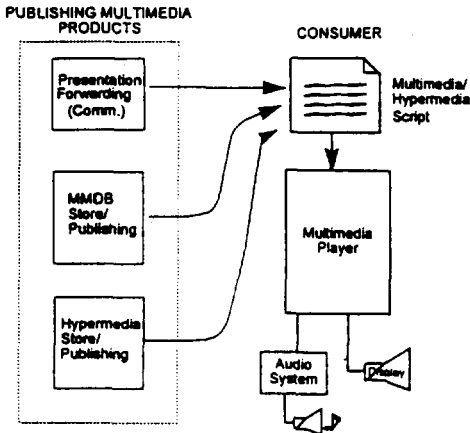 PUBLISHING MULTIMEDIA
PRODUCTS
CONSUMER
Presentation
Forwarding
(Comm.)
Multimedia/
Hypermedia
Script
MMDB
Store/
Publishing
Multimedia
Player
Hypermedia
Store/
Publishing
Audio
System
Display